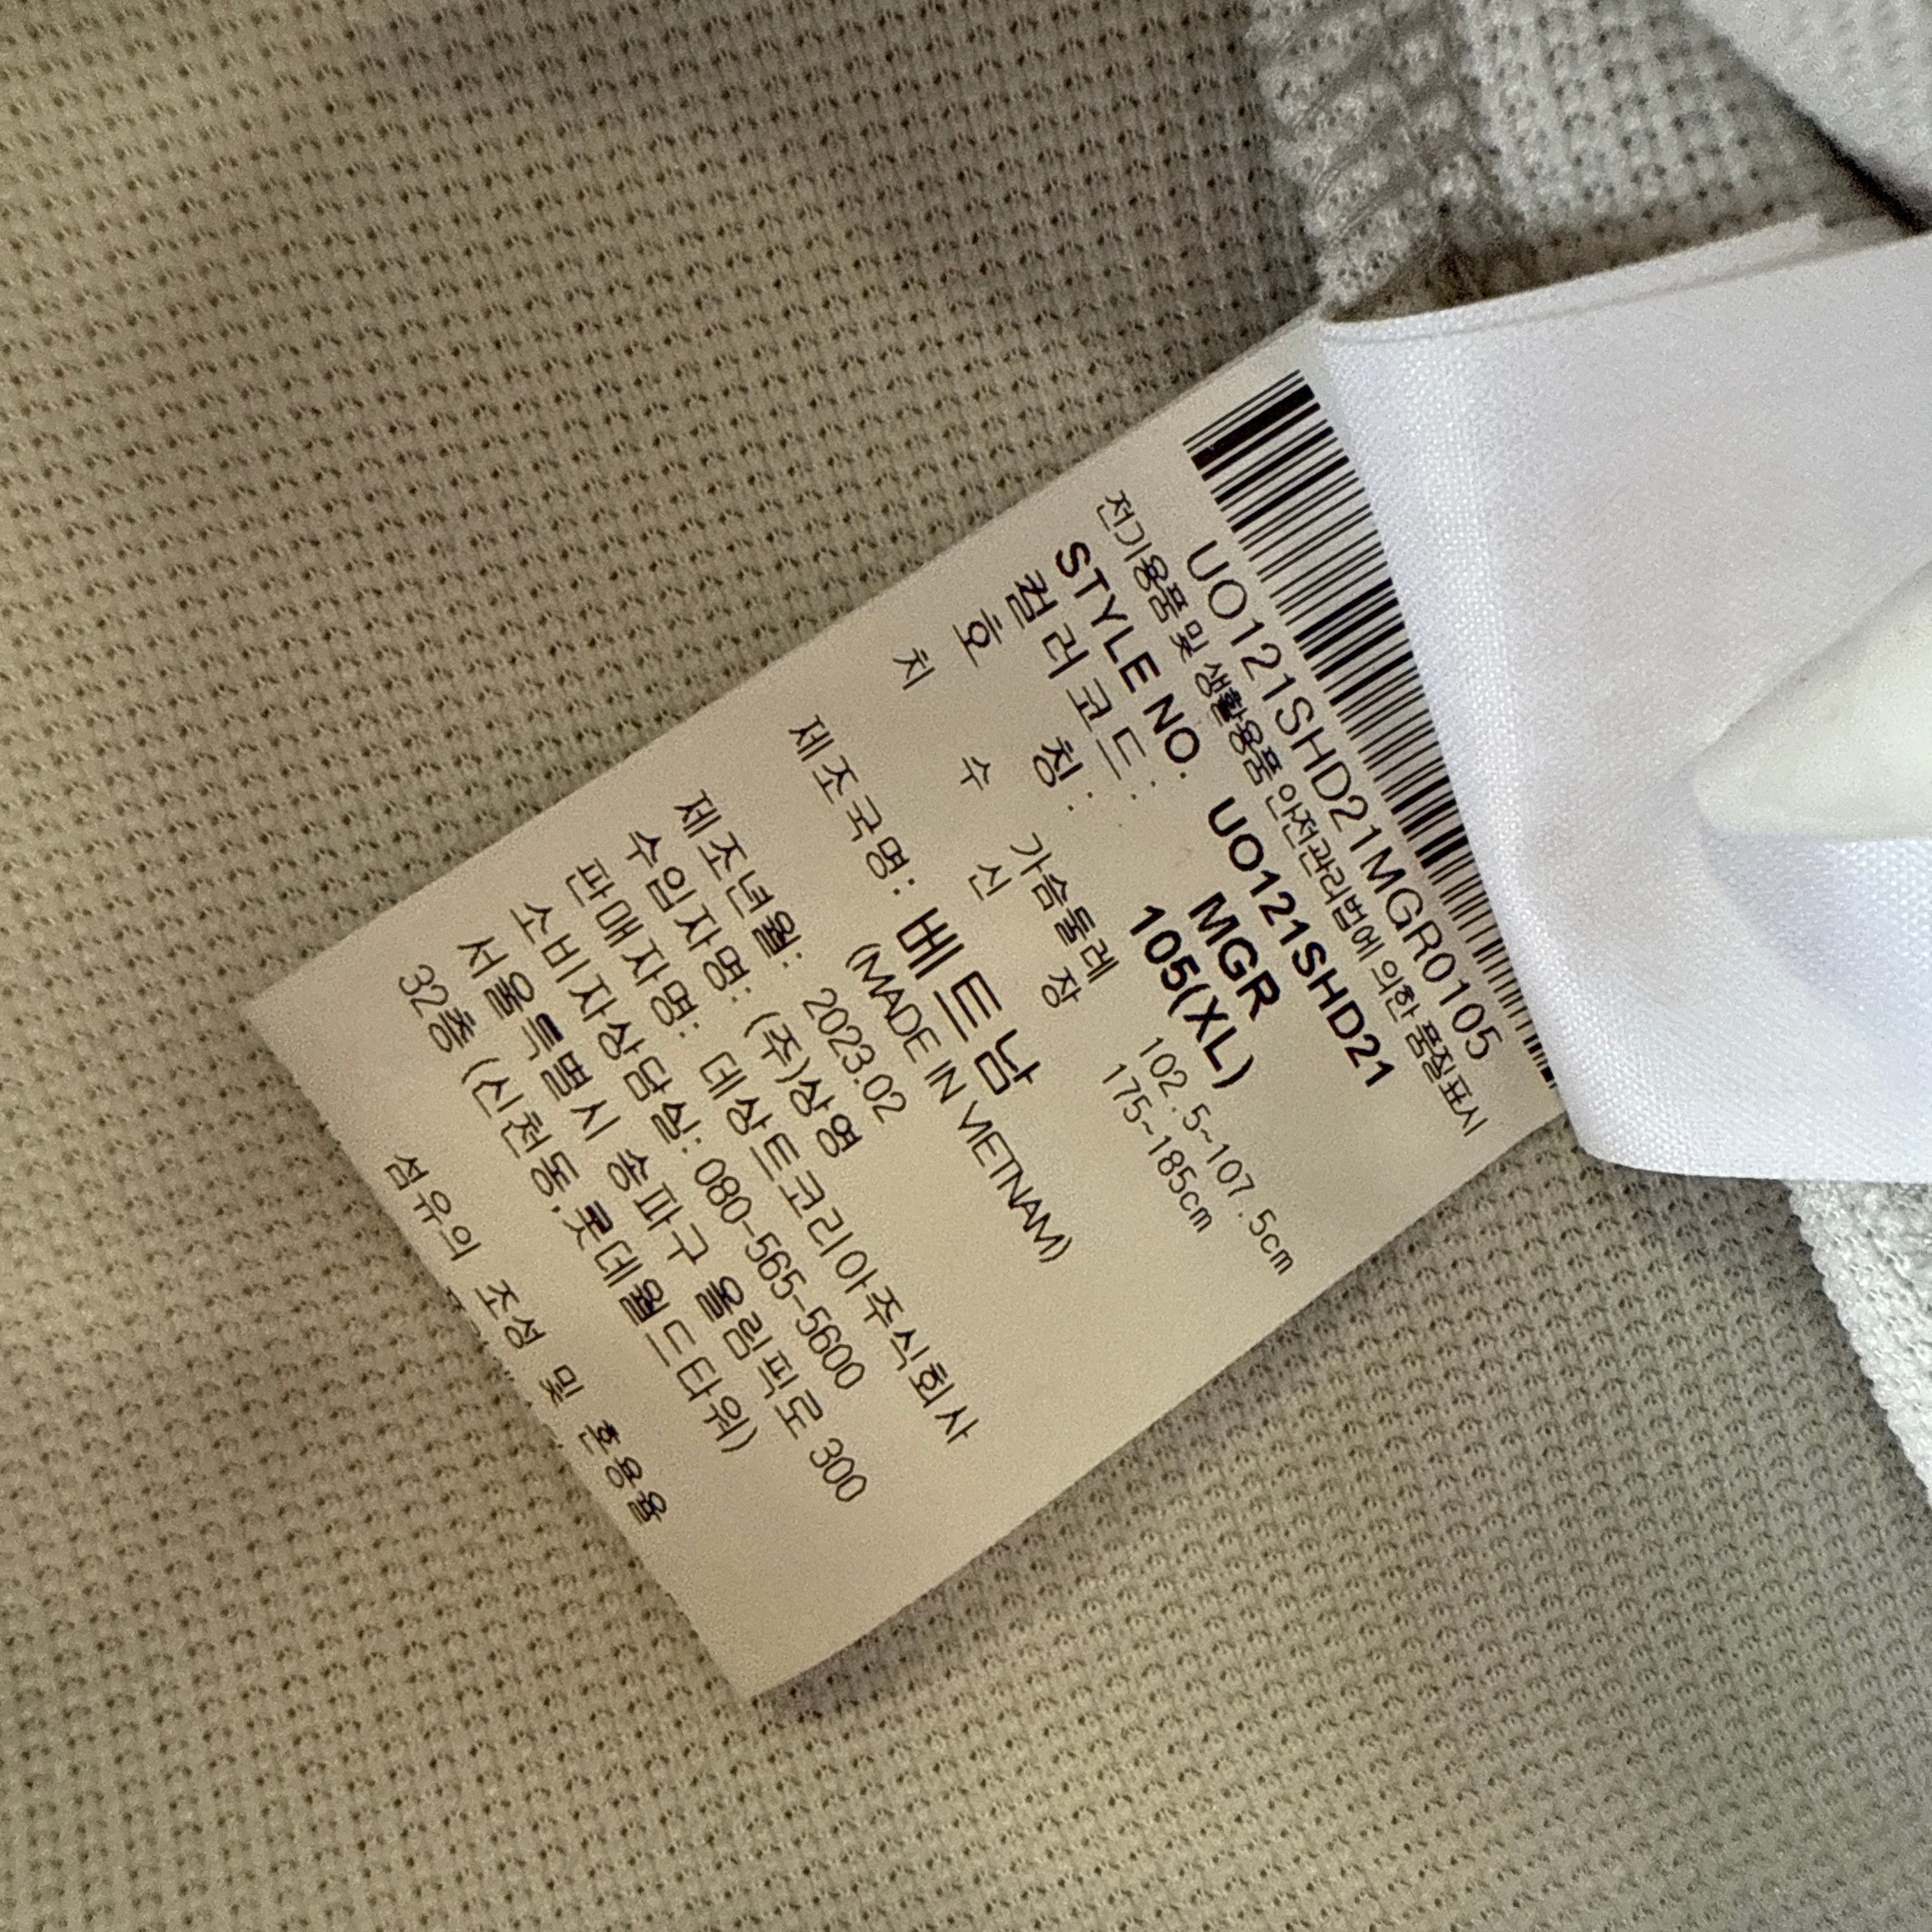 UO121SHD21MGR0105
전기용품 및 생활용품 안전관리법에 의한 품질표시
STYLE NO. UO121SHD21
컬러코드: MGR
호 칭: 105(XL)
치 수 가슴둘레 102.5~107.5cm
신 장 175~185cm
제조국명: 베트남
(MADE IN VIETNAM)
제조년월: 2023.02
수입자명: (주)상영
판매자명: 데상트코리아주식회사
소비자상담실: 080-565-5600
서울특별시 송파구 올림픽로 300
32층 (신천동,롯데월드타워)
섬유의 조성 및 혼용율